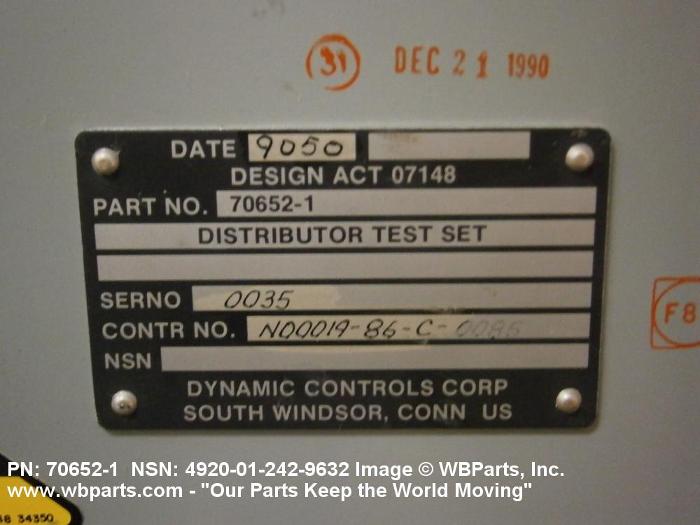 31 DEC 21 1990
DATE 9050
DESIGN ACT 07148
PART NO. 70652-1
DISTRIBUTOR TEST SET
SERNO 0035
CONTR NO. N00019-86-C-0085
F8
NSN
DYNAMIC CONTROLS CORP
SOUTH WINDSOR, CONN US
PN: 70652-1 NSN: 4920-01-242-9632 Image © WBParts, Inc.
www.wbparts.com - "Our Parts Keep the World Moving"
34350